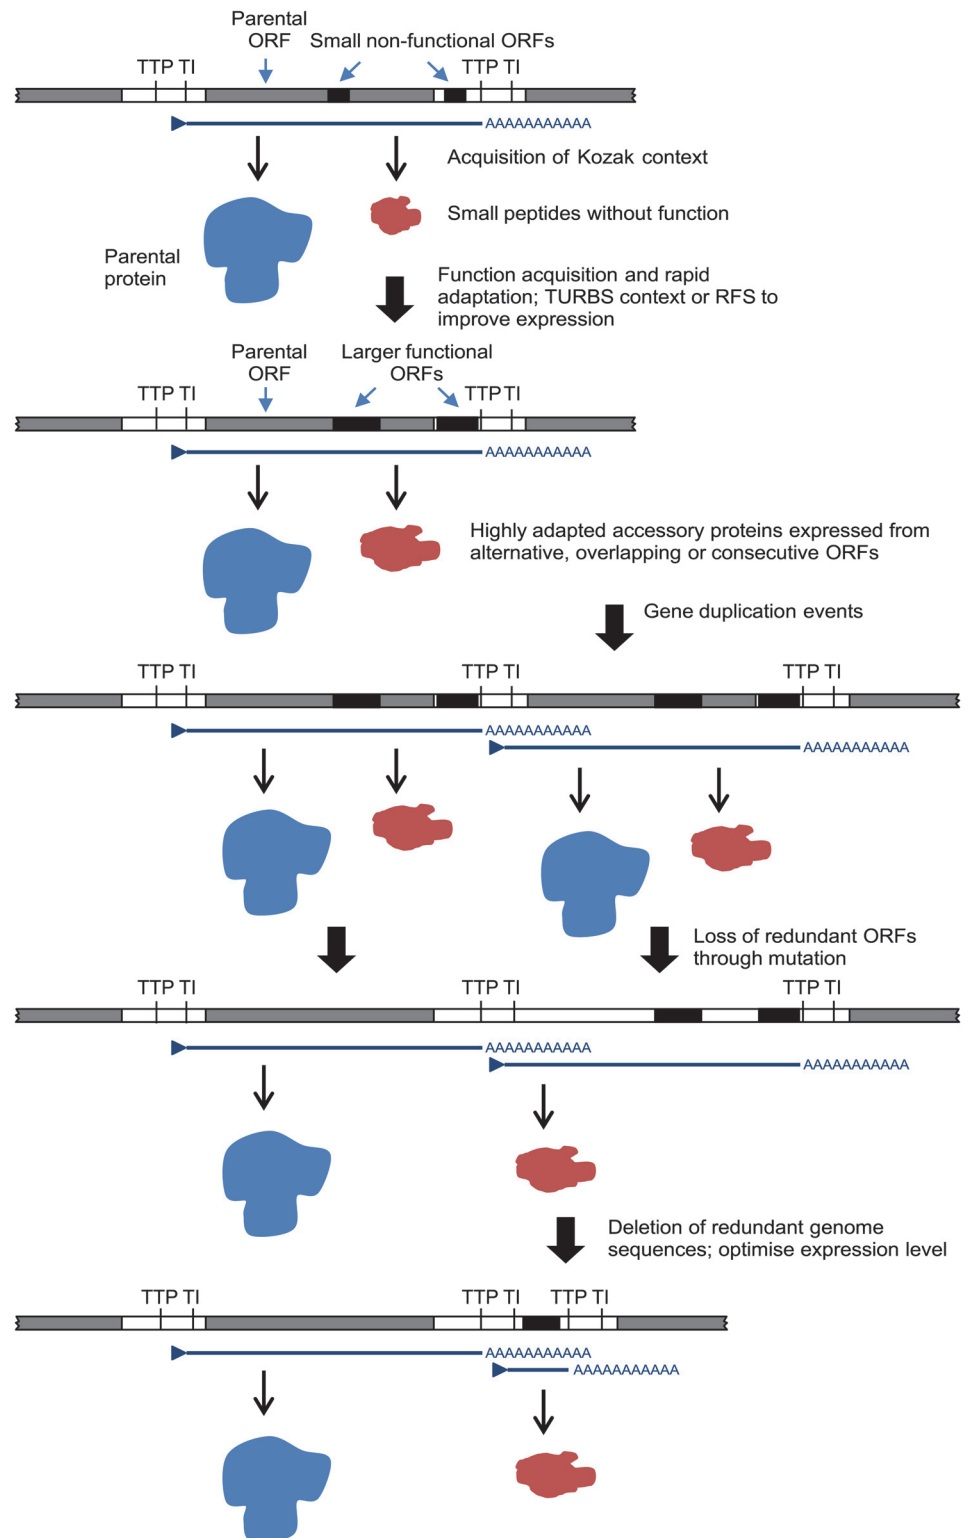 Parental
ORF
Small non-functional ORFs
TTP TI
TTP TI
AAAAAAAAAAA
Acquisition of Kozak context
Small peptides without function
Parental
protein
Function acquisition and rapid
adaptation; TURBS context or RFS to
improve expression
Parental
ORF
Larger functional
ORFs
TTP TI
TTP TI
AAAAAAAAAAA
Highly adapted accessory proteins expressed from
alternative, overlapping or consecutive ORFs
Gene duplication events
TTP TI
TTP TI
TTP TI
AAAAAAAAAAA
AAAAAAAAAAA
Loss of redundant ORFs
through mutation
TTP TI
TTP TI
TTP TI
AAAAAAAAAAA
AAAAAAAAAAA
Deletion of redundant genome
sequences; optimise expression level
TTP TI
TTP TI
TTP TI
AAAAAAAAAAA
AAAAAAAAAAA